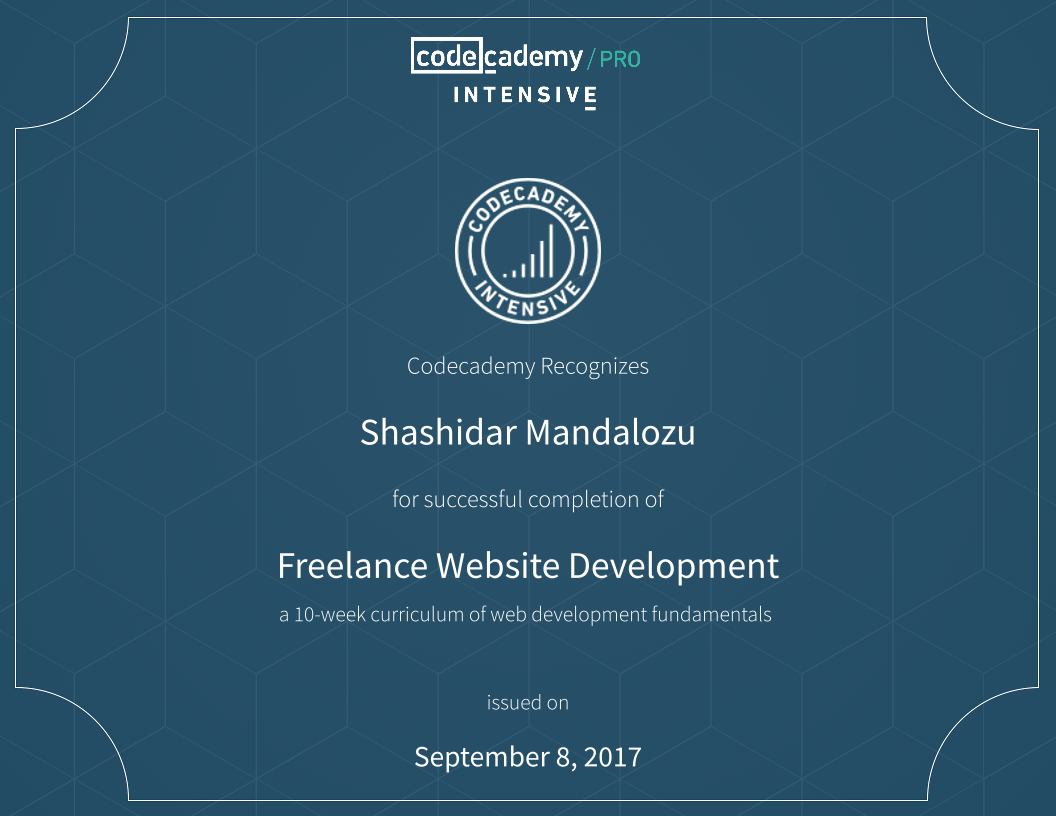 codecademy / PRO
INTENSIVE
CODECADEMY
INTENSIVE
Codecademy Recognizes
Shashidar Mandalozu
for successful completion of
Freelance Website Development
a 10-week curriculum of web development fundamentals
issued on
September 8, 2017